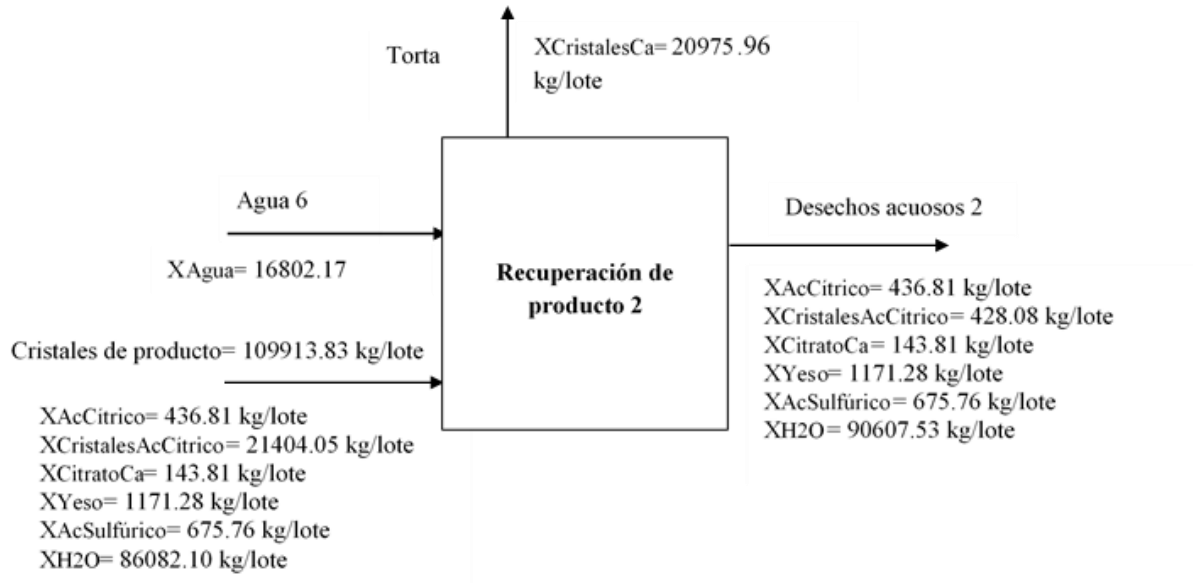 Torta
XCristalesCa= 20975.96
kg/lote
Agua 6
XAgua= 16802.17
Cristales de producto= 109913.83 kg/lote
XAcCítrico= 436.81 kg/lote
XCristalesAcCítrico= 21404.05 kg/lote
XCitratoCa= 143.81 kg/lote
XYeso= 1171.28 kg/lote
XAcSulfúrico= 675.76 kg/lote
XH2O= 86082.10 kg/lote
Recuperación de
producto 2
Desechos acuosos 2
XAcCítrico= 436.81 kg/lote
XCristalesAcCítrico= 428.08 kg/lote
XCitratoCa= 143.81 kg/lote
XYeso= 1171.28 kg/lote
XAcSulfúrico= 675.76 kg/lote
XH2O= 90607.53 kg/lote